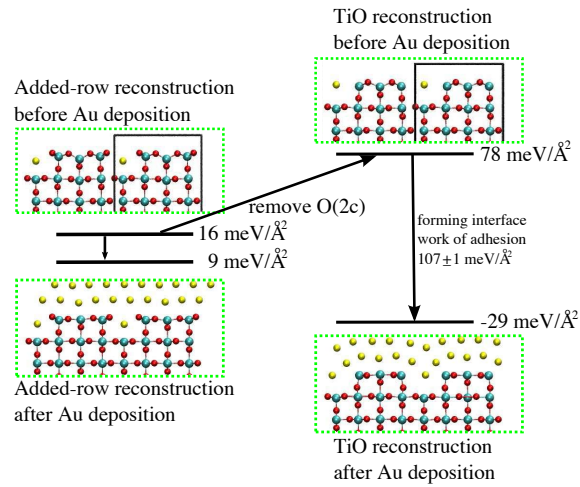 TiO reconstruction
before Au deposition
Added-row reconstruction
before Au deposition
78 meV/Å²
remove O(2c)
16 meV/Å²
9 meV/Å²
forming interface
work of adhesion
107±1 meV/Å²
-29 meV/Å²
Added-row reconstruction
after Au deposition
TiO reconstruction
after Au deposition